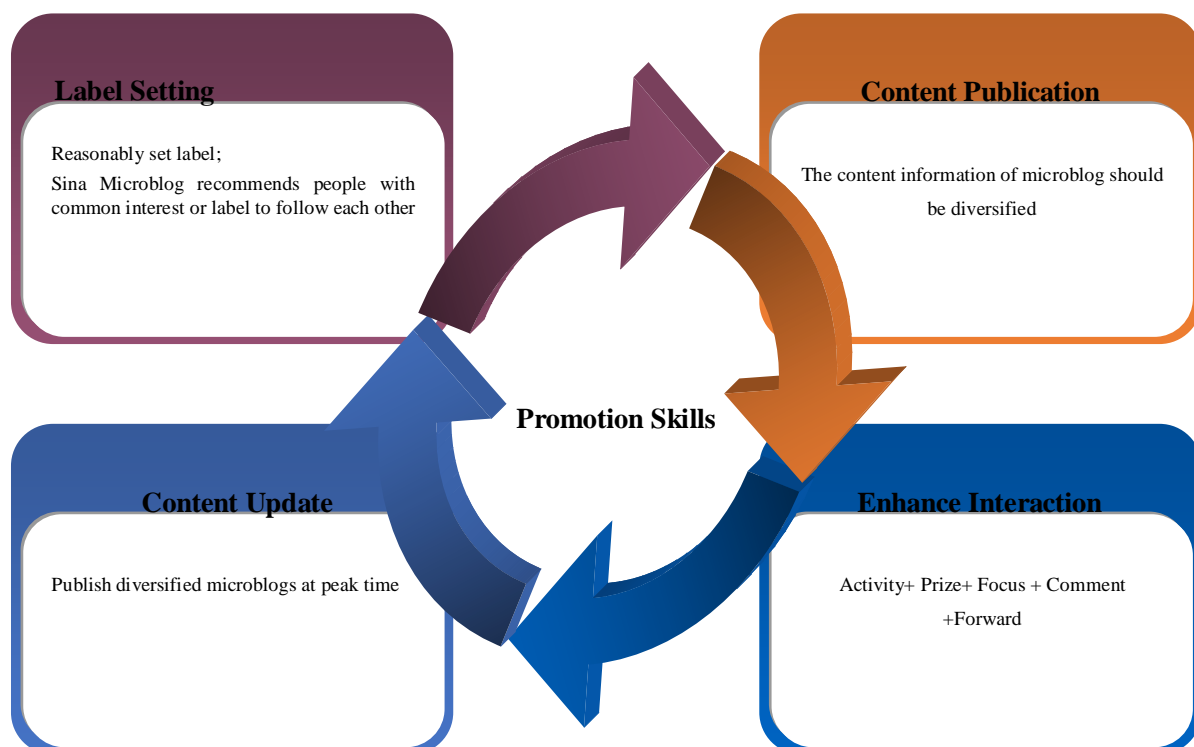 Label Setting
Reasonably set label;
Sina Microblog recommends people with
common interest or label to follow each other
Content Publication
The content information of microblog should
be diversified
Promotion Skills
Content Update
Publish diversified microblogs at peak time
Enhance Interaction
Activity+ Prize+ Focus + Comment
+Forward